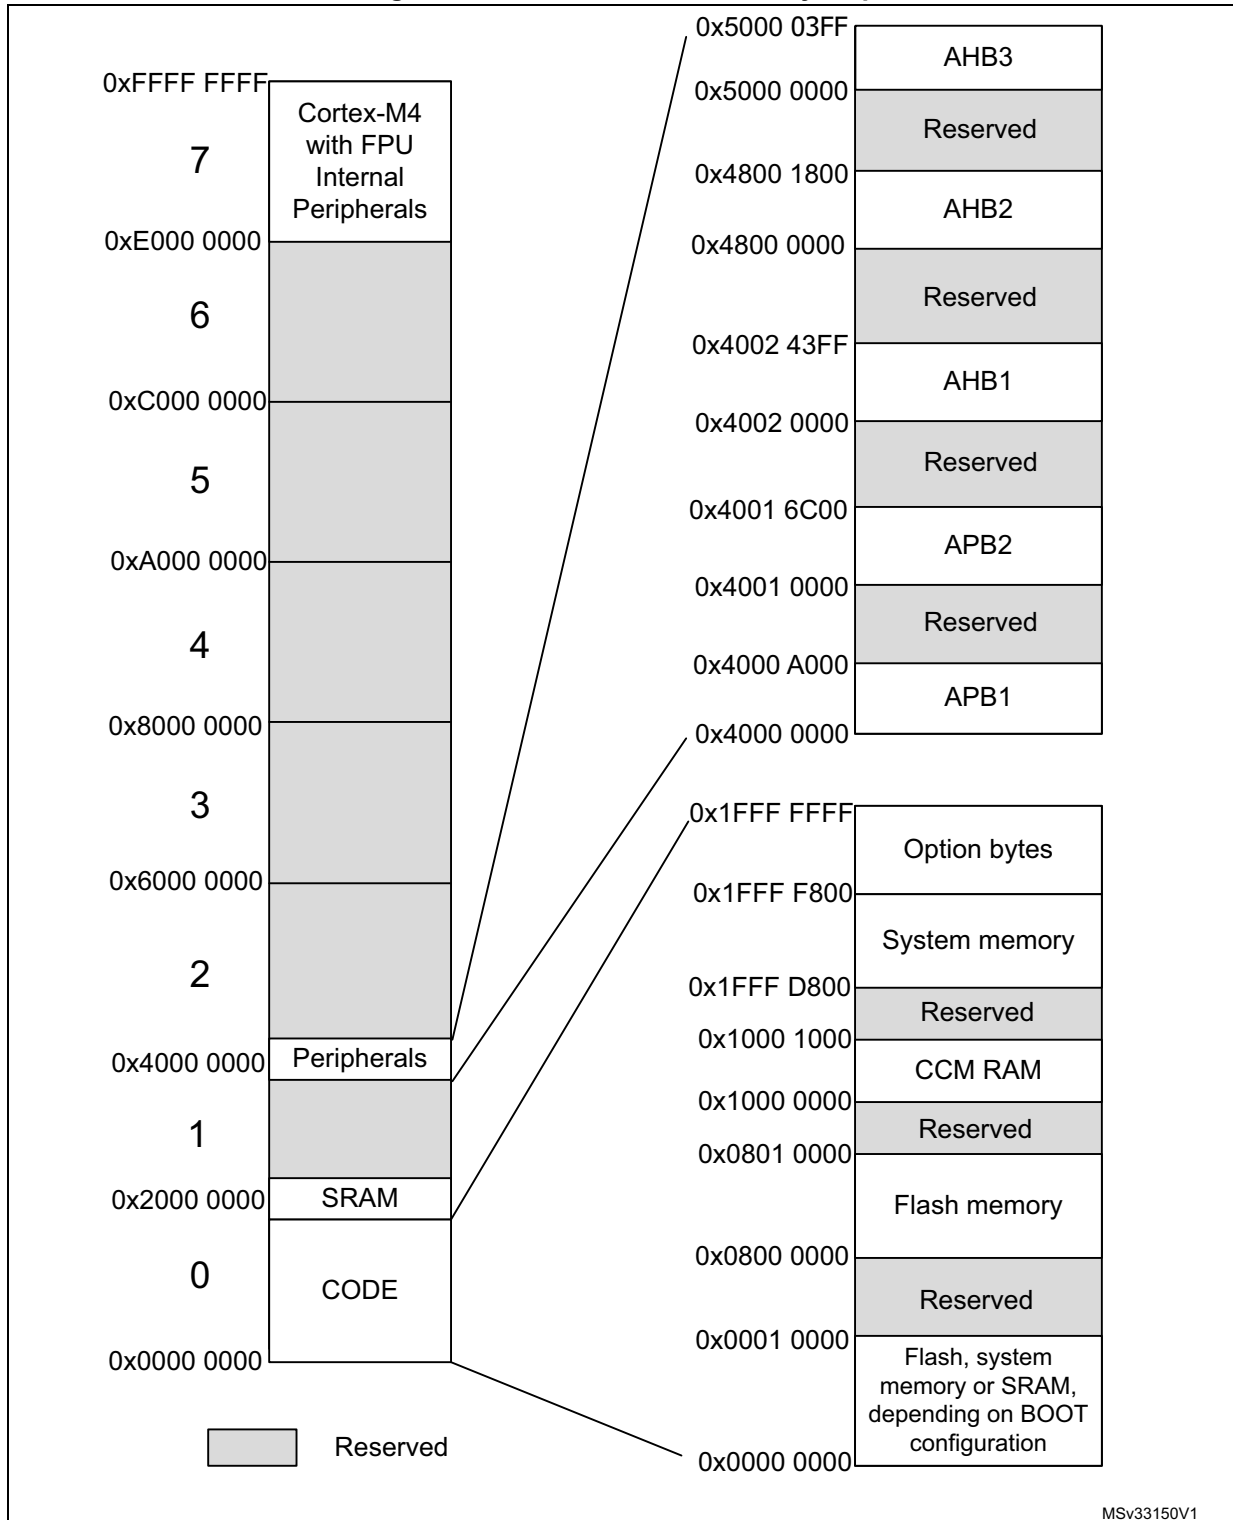 0xFFFF FFFF
Cortex-M4
with FPU
Internal
Peripherals
7
0xE000 0000
6
0xC000 0000
5
0xA000 0000
4
0x8000 0000
3
0x6000 0000
2
0x4000 0000
Peripherals
1
0x2000 0000
SRAM
0
CODE
0x0000 0000
Reserved
0x5000 03FF
AHB3
0x5000 0000
Reserved
0x4800 1800
AHB2
0x4800 0000
Reserved
0x4002 43FF
AHB1
0x4002 0000
Reserved
0x4001 6C00
APB2
0x4001 0000
Reserved
0x4000 A000
APB1
0x4000 0000
0x1FFF FFFF
Option bytes
0x1FFF F800
System memory
0x1FFF D800
Reserved
0x1000 1000
CCM RAM
0x1000 0000
Reserved
0x0801 0000
Flash memory
0x0800 0000
Reserved
0x0001 0000
Flash, system
memory or SRAM,
depending on BOOT
configuration
0x0000 0000
MSv33150V1